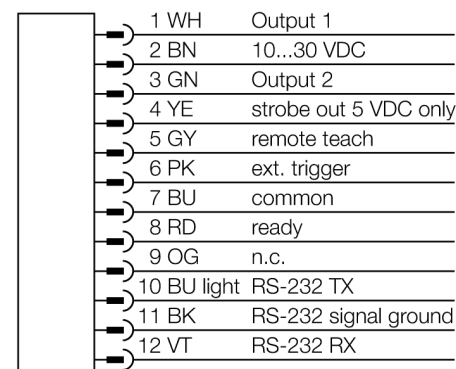 1 WH Output 1
2 BN 10...30 VDC
3 GN Output 2
4 YE strobe out 5 VDC only
5 GY remote teach
6 PK ext. trigger
7 BU common
8 RD ready
9 OG n.c.
10 BU light RS-232 TX
11 BK RS-232 signal ground
12 VT RS-232 RX